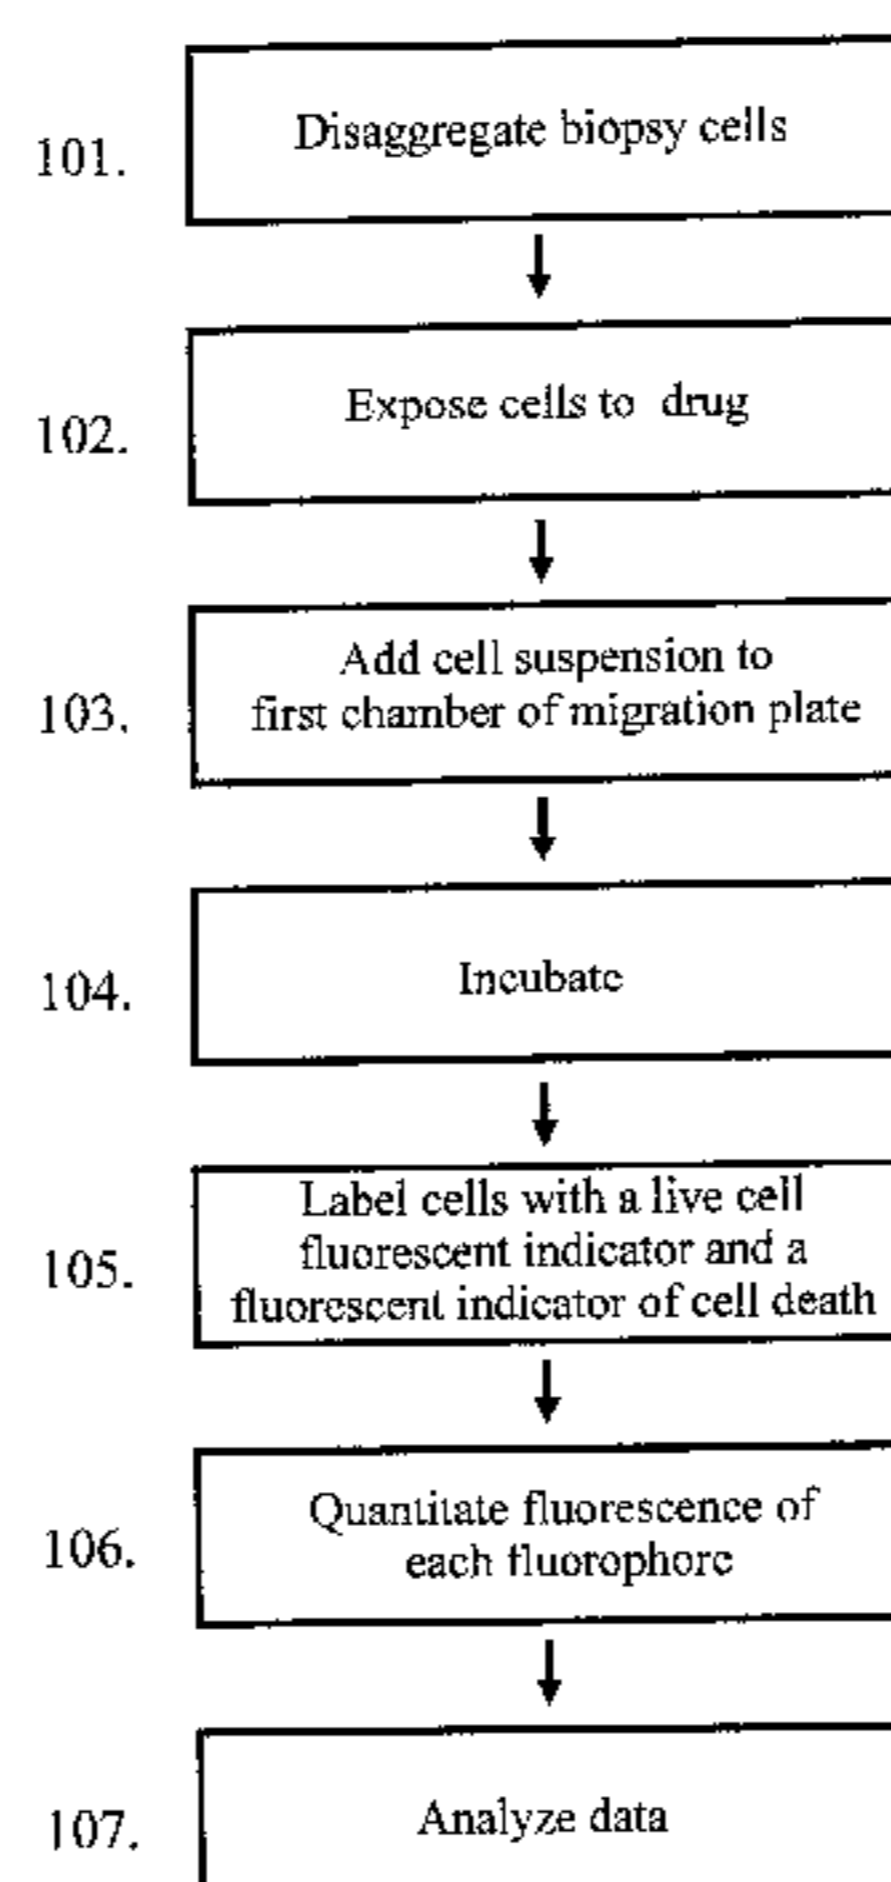 101.
Disaggregate biopsy cells
102.
Expose cells to drug
103.
Add cell suspension to
first chamber of migration plate
104.
Incubate
105.
Label cells with a live cell
fluorescent indicator and a
fluorescent indicator of cell death
106.
Quantitate fluorescence of
each fluorophore
107.
Analyze data